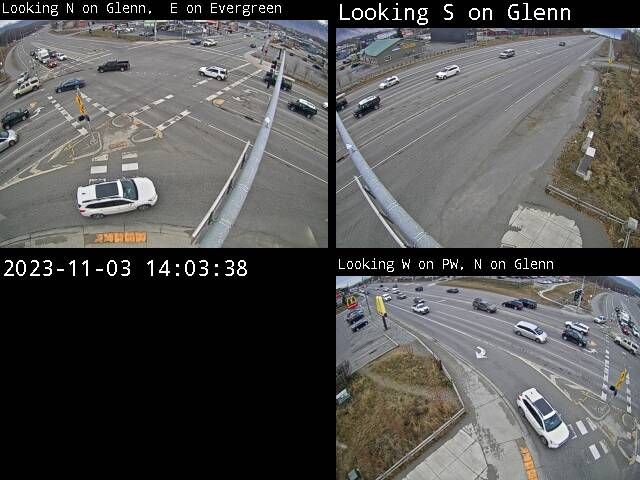 Looking N on Glenn,  E on Evergreen
Looking S on Glenn
2023-11-03 14:03:38
Looking W on PW, N on Glenn